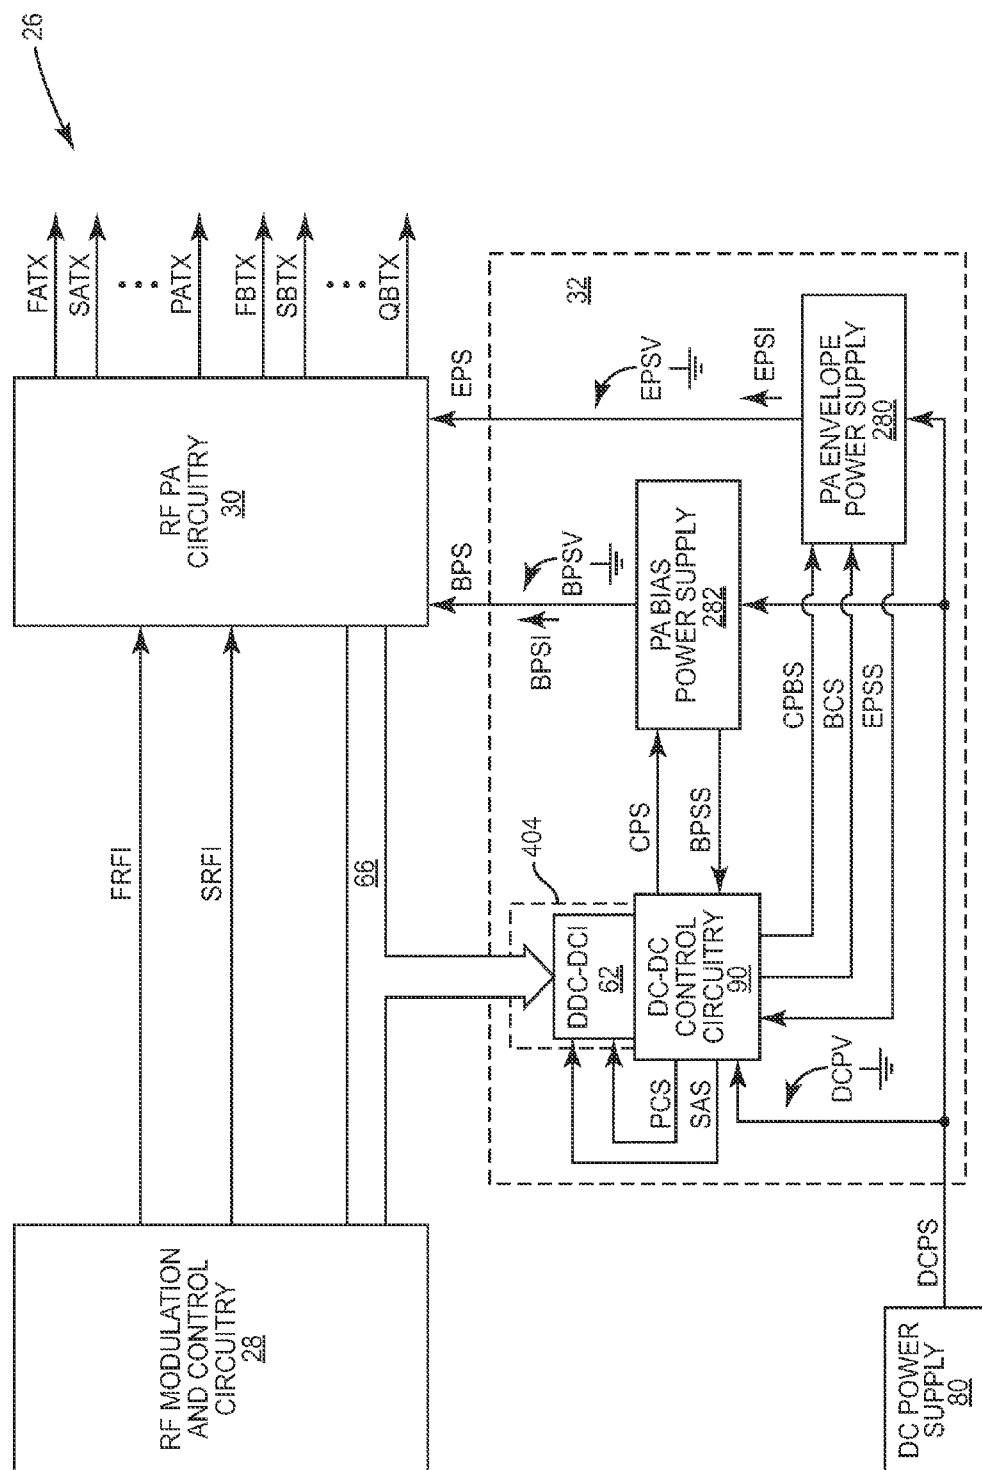 26
FATX
SATX
PATX
FBTX
SBTX
QBTX
RF PA
CIRCUITRY
30
EPS
BPS
32
EPSV
EPSI
BPSV
BPSI
PA ENVELOPE
POWER SUPPLY
280
PA BIAS
POWER SUPPLY
282
FRFI
SRFI
66
CPS
BPSS
CPBS
BCS
EPSS
404
DDC-DCI
62
DC-DC
CONTROL
CIRCUITRY
90
PCS
SAS
DCPV
RF MODULATION
AND CONTROL
CIRCUITRY
28
DCPS
DC POWER
SUPPLY
80